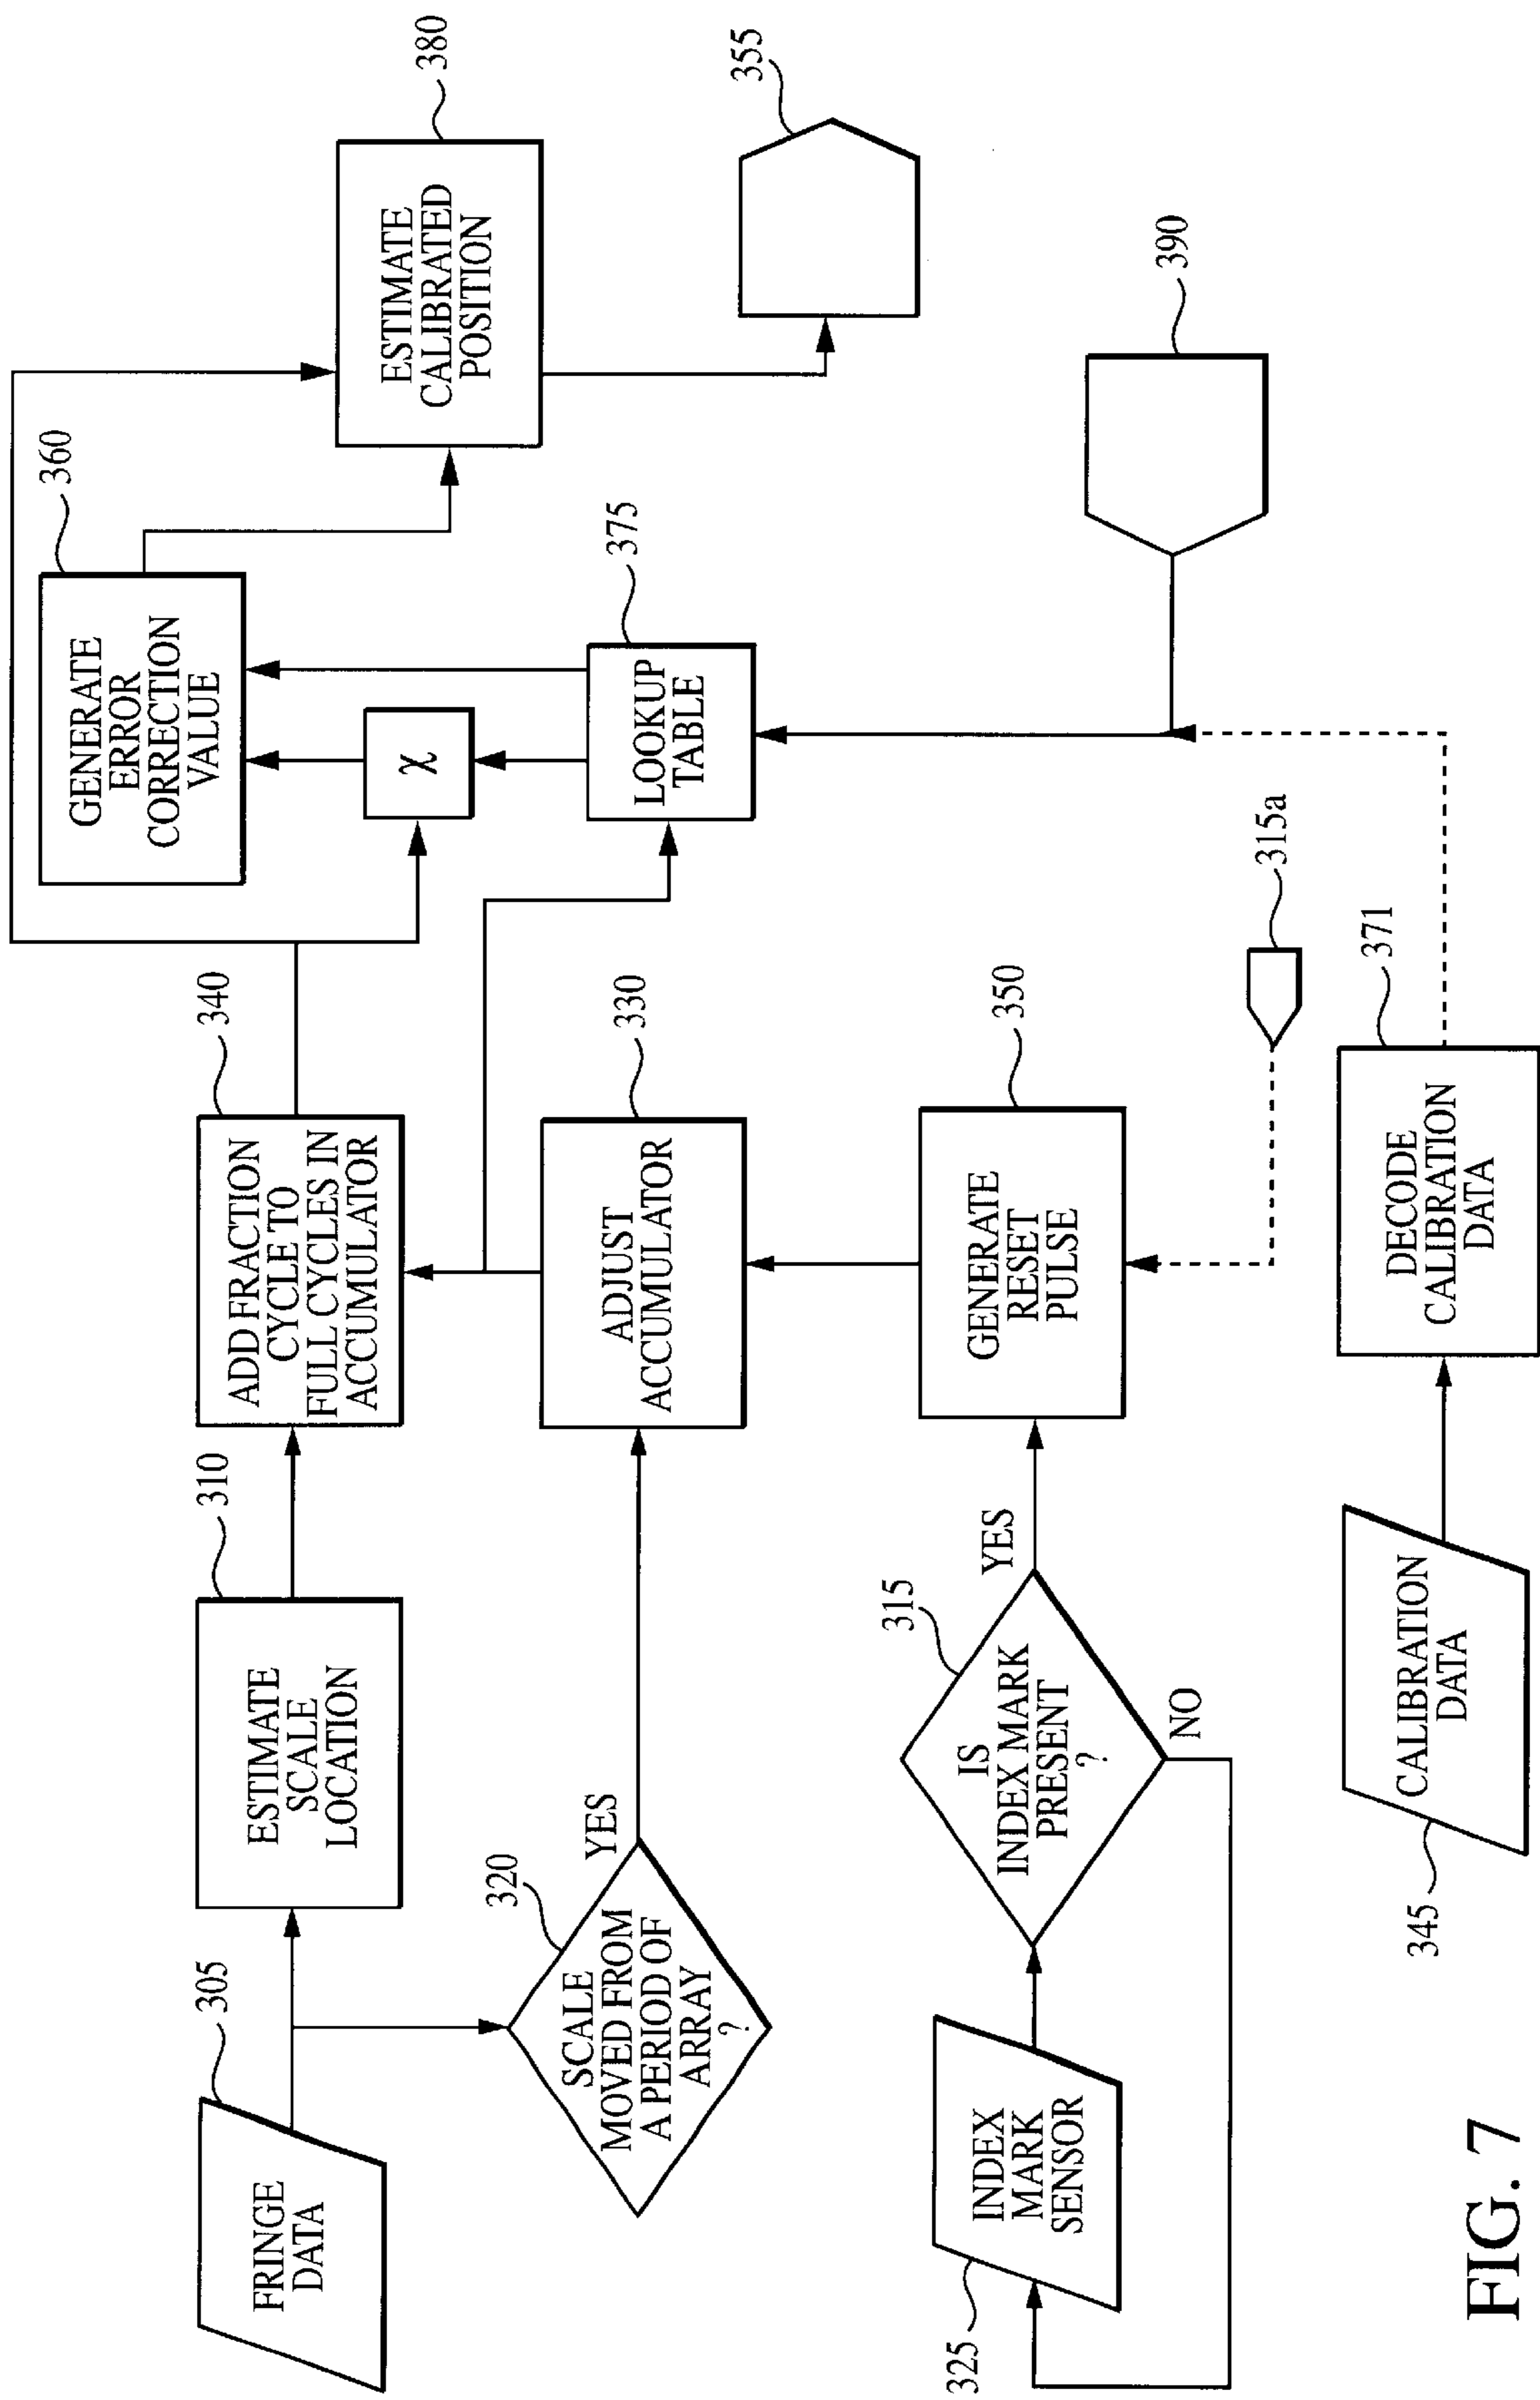 305
FRINGE
DATA
310
ESTIMATE
SCALE
LOCATION
340
ADD FRACTION
CYCLE TO
FULL CYCLES IN
ACCUMULATOR
360
GENERATE
ERROR
CORRECTION
VALUE
380
ESTIMATE
CALIBRATED
POSITION
χ
320
SCALE
MOVED FROM
A PERIOD OF
ARRAY
?
YES
330
ADJUST
ACCUMULATOR
375
LOOKUP
TABLE
355
325
INDEX
MARK
SENSOR
315
IS
INDEX MARK
PRESENT
?
YES
NO
350
GENERATE
RESET
PULSE
315a
390
345
CALIBRATION
DATA
371
DECODE
CALIBRATION
DATA
FIG. 7